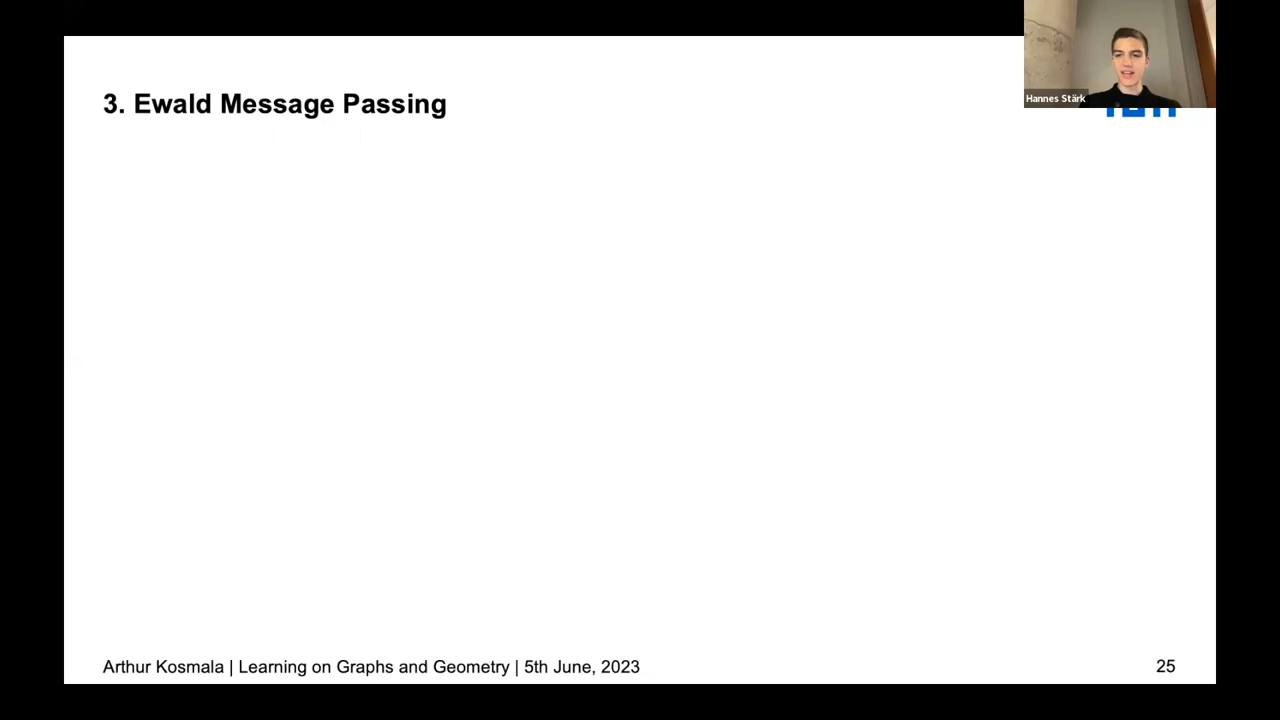 3. Ewald Message Passing
Hannes Stärk
Arthur Kosmala | Learning on Graphs and Geometry | 5th June, 2023
25